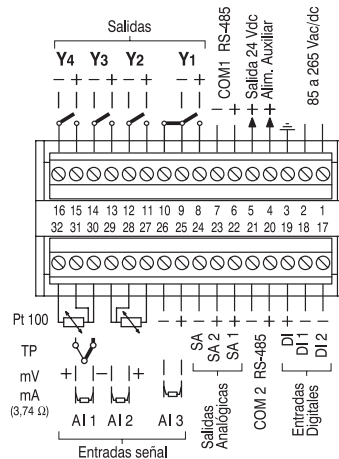 Salidas
Y4 Y3 Y2 Y1
− + − + − + − +
− + + +
COM1 RS-485
Salida 24 Vdc
Alim. Auxiliar
85 a 265 Vac/dc
16 15 14 13 12 11 10 9 8 7 6 5 4 3 2 1
32 31 30 29 28 27 26 25 24 23 22 21 20 19 18 17
Pt 100
− + − − + − + −
SA
SA 2
SA 1
DI
DI 1
DI 2
TP
mV + − + −
mA
(3,74 Ω)
AI 1 AI 2 AI 3
Entradas señal
Salidas
Analógicas
COM 2 RS-485
Entradas
Digitales